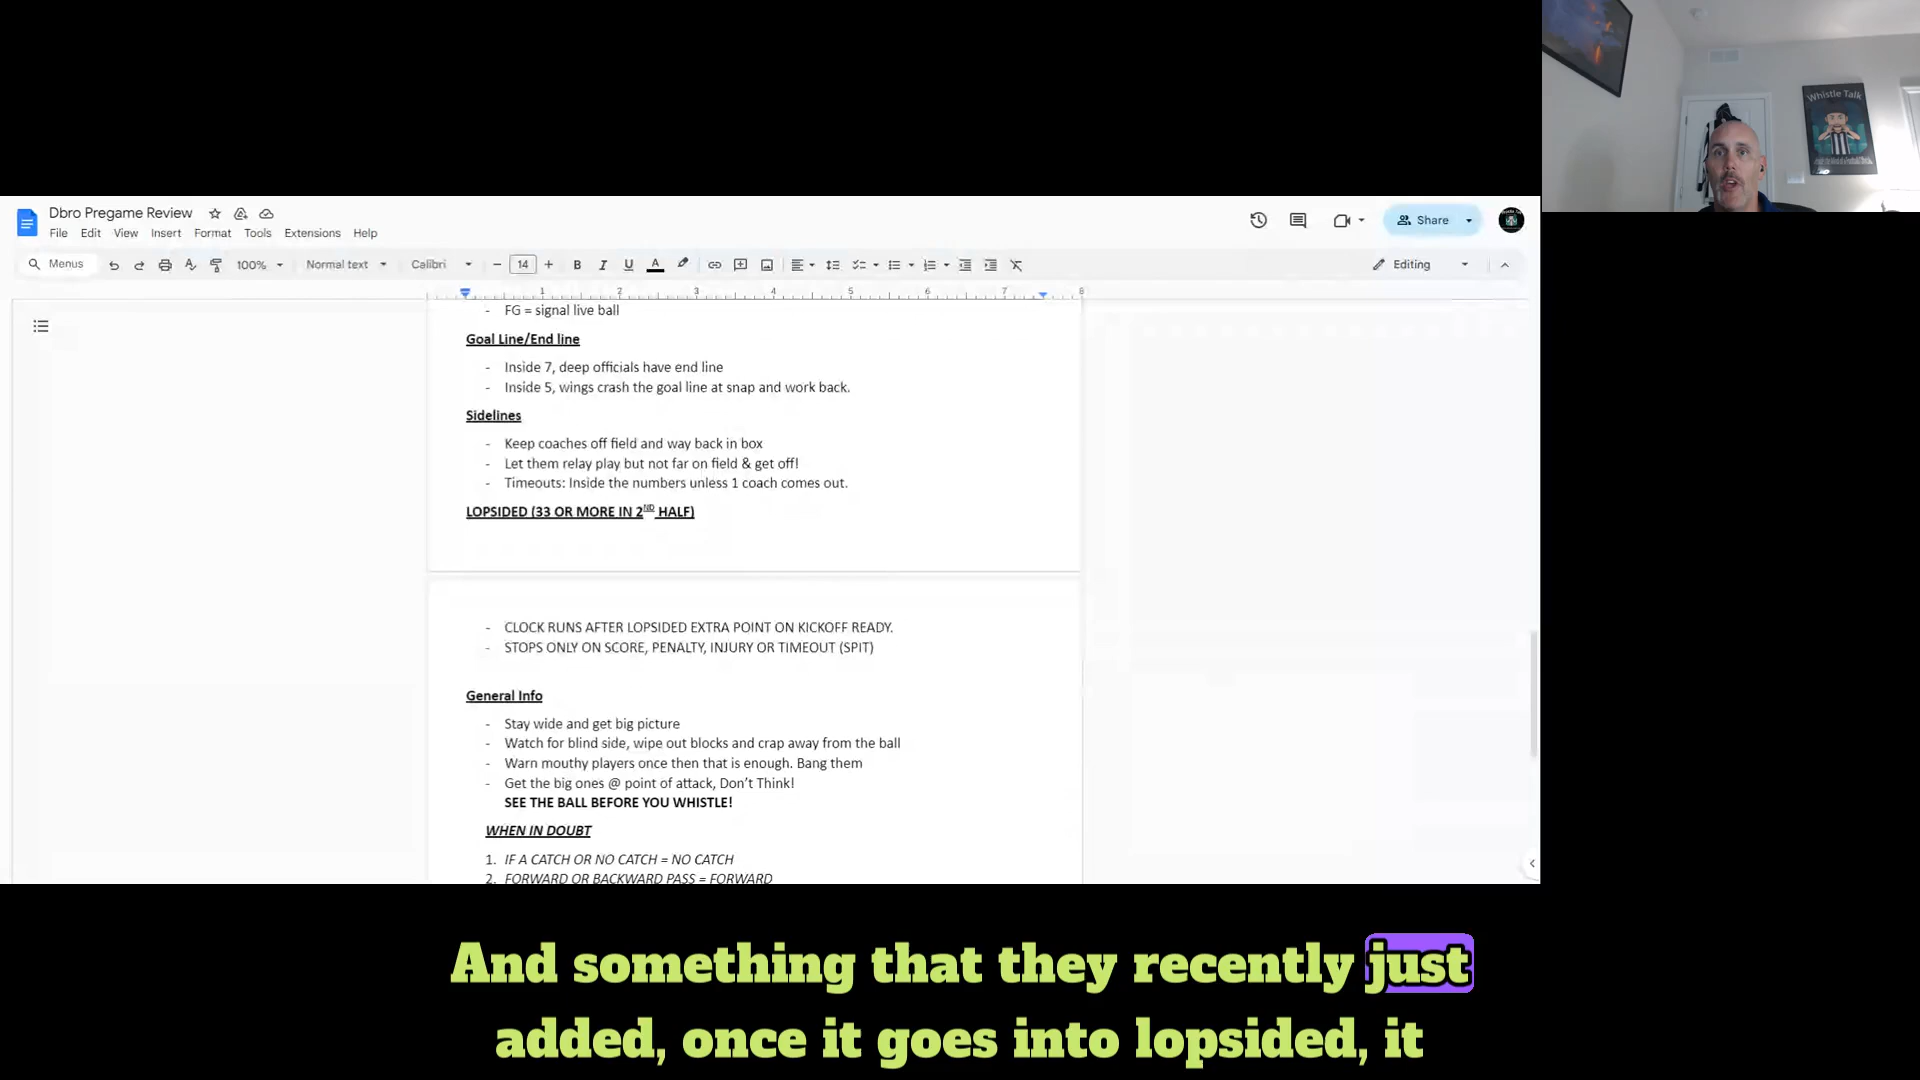 Whistle Talk
Dbro Pregame Review
File Edit View Insert Format Tools Extensions Help
Share
Menus
100%
Normal text
Calibri
14
Editing
1 2 3 4 5 6 7 8
- FG = signal live ball
Goal Line/End line
- Inside 7, deep officials have end line
- Inside 5, wings crash the goal line at snap and work back.
Sidelines
- Keep coaches off field and way back in box
- Let them relay play but not far on field & get off!
- Timeouts: Inside the numbers unless 1 coach comes out.
LOPSIDED (33 OR MORE IN 2ND HALF)
- CLOCK RUNS AFTER LOPSIDED EXTRA POINT ON KICKOFF READY.
- STOPS ONLY ON SCORE, PENALTY, INJURY OR TIMEOUT (SPIT)
General Info
- Stay wide and get big picture
- Watch for blind side, wipe out blocks and crap away from the ball
- Warn mouthy players once then that is enough. Bang them
- Get the big ones @ point of attack, Don’t Think!
SEE THE BALL BEFORE YOU WHISTLE!
WHEN IN DOUBT
1. IF A CATCH OR NO CATCH = NO CATCH
2. FORWARD OR BACKWARD PASS = FORWARD
And something that they recently just
added, once it goes into lopsided, it